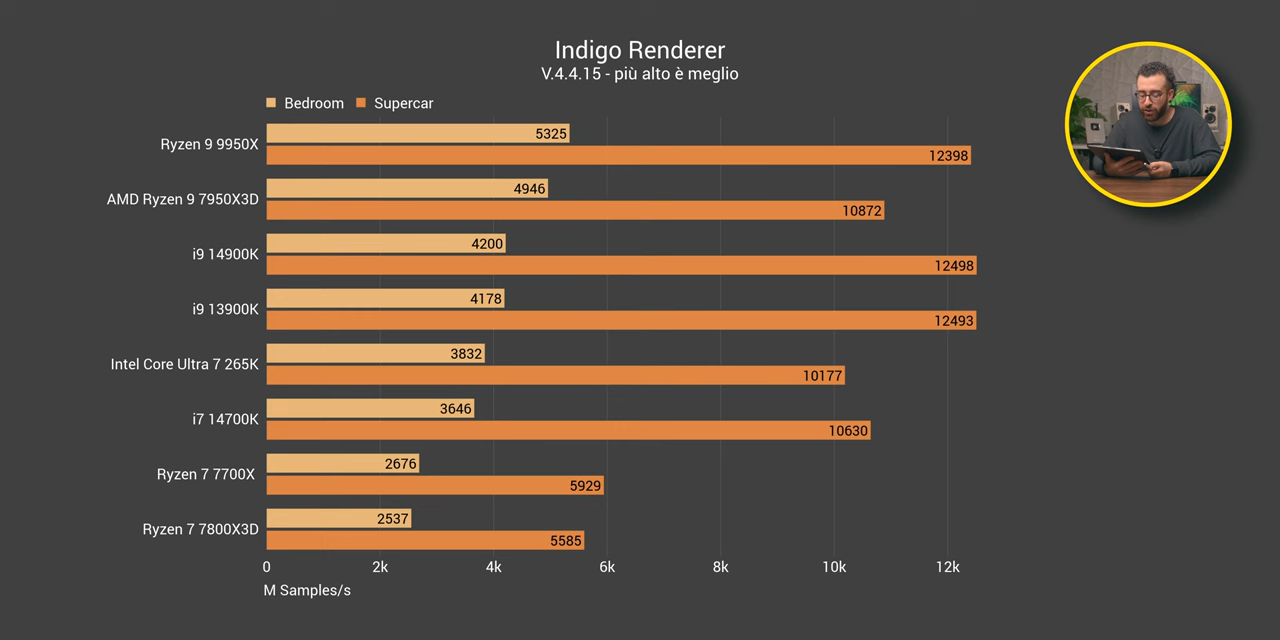 Indigo Renderer
V.4.4.15 - più alto è meglio
Bedroom Supercar
Ryzen 9 9950X
5325
12398
AMD Ryzen 9 7950X3D
4946
10872
i9 14900K
4200
12498
i9 13900K
4178
12493
Intel Core Ultra 7 265K
3832
10177
i7 14700K
3646
10630
Ryzen 7 7700X
2676
5929
Ryzen 7 7800X3D
2537
5585
0 2k 4k 6k 8k 10k 12k
M Samples/s